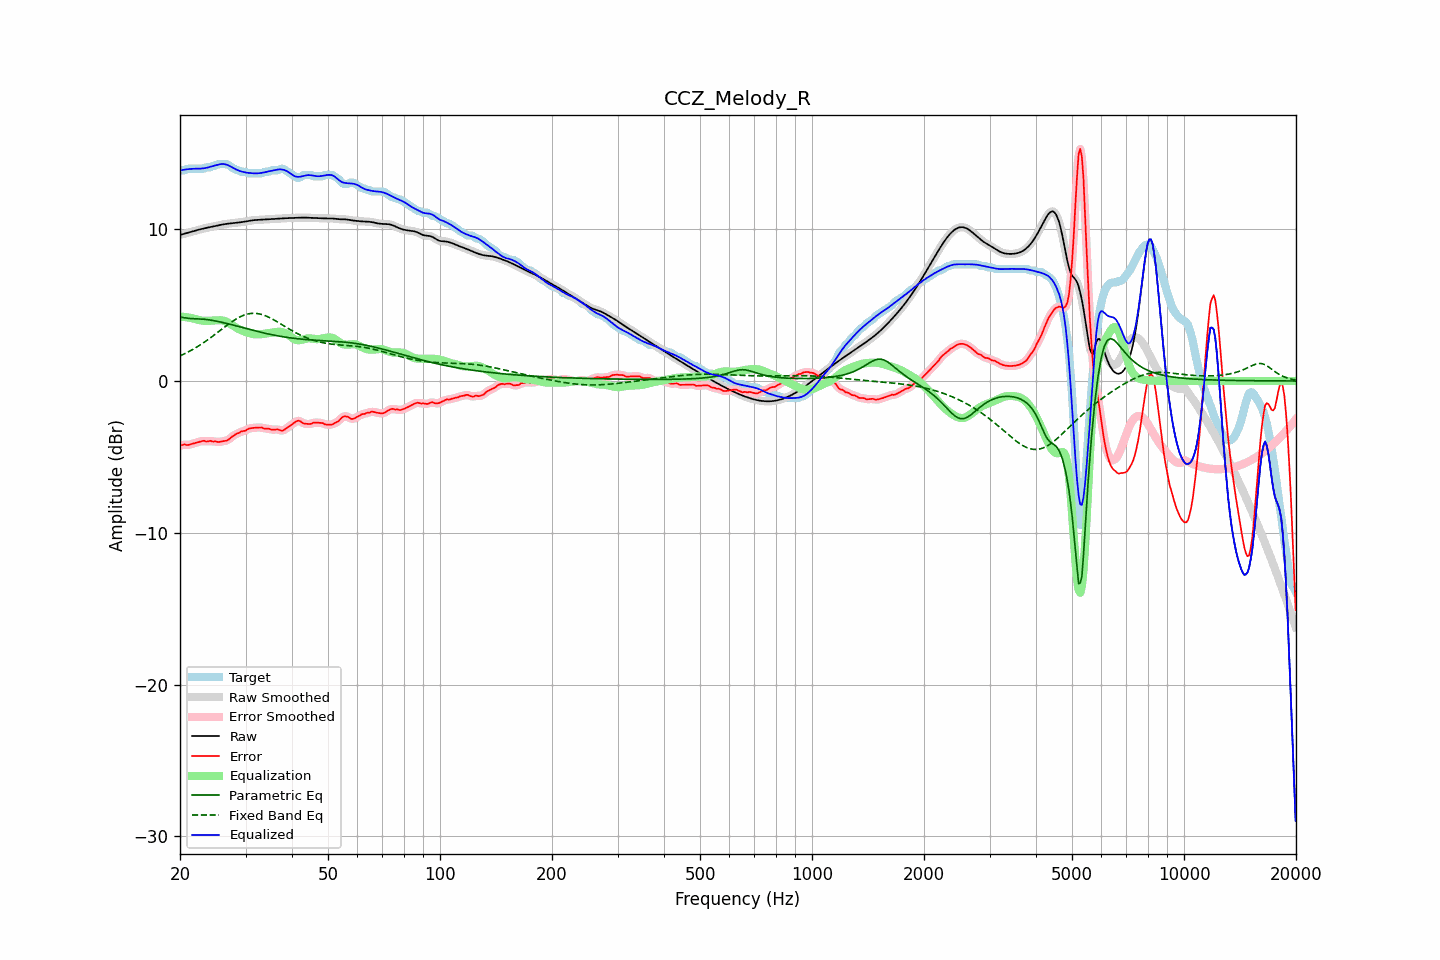 CCZ_Melody_R
Amplitude (dBr)
10
0
−10
−20
−30
Target
Raw Smoothed
Error Smoothed
Raw
Error
Equalization
Parametric Eq
Fixed Band Eq
Equalized
20 50 100 200 500 1000 2000 5000 10000 20000
Frequency (Hz)